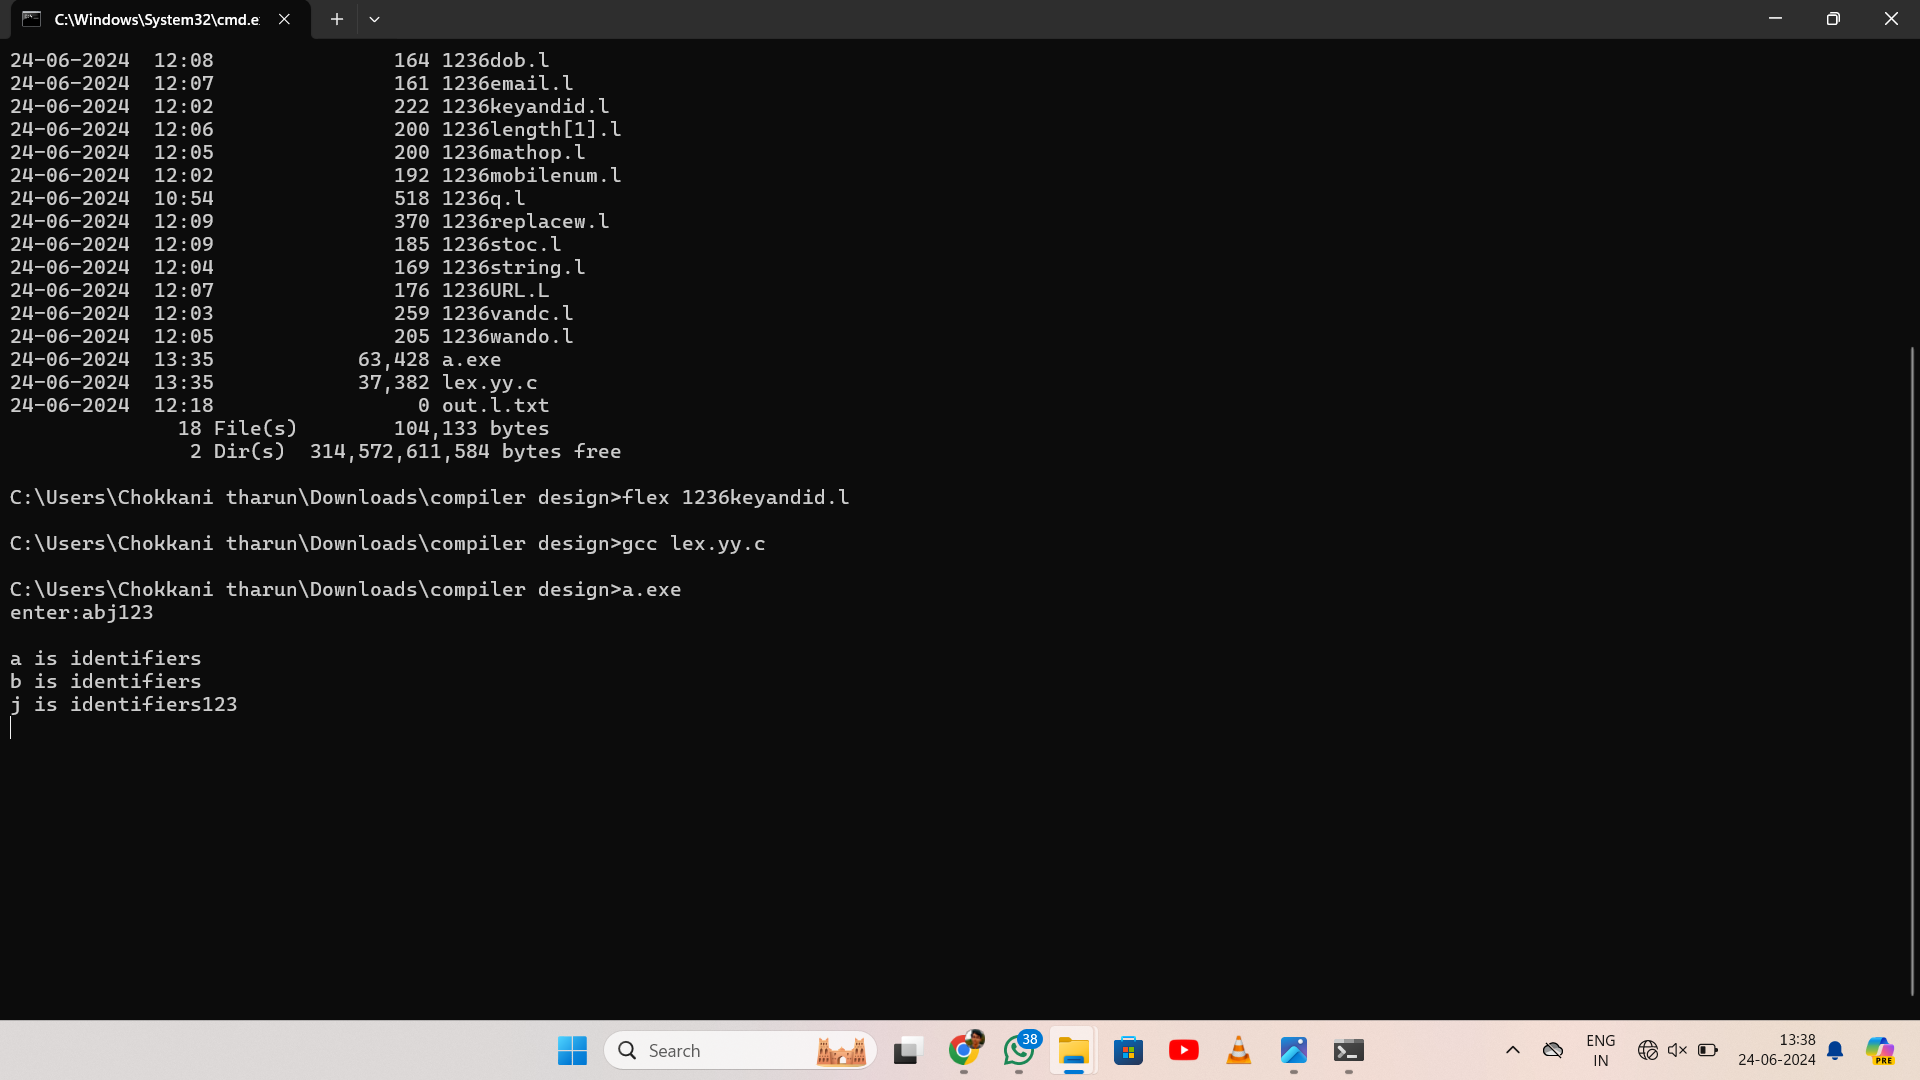 C:\Windows\System32\cmd.e
24-06-2024  12:08               164 1236dob.l
24-06-2024  12:07               161 1236email.l
24-06-2024  12:02               222 1236keyandid.l
24-06-2024  12:06               200 1236length[1].l
24-06-2024  12:05               200 1236mathop.l
24-06-2024  12:02               192 1236mobilenum.l
24-06-2024  10:54               518 1236q.l
24-06-2024  12:09               370 1236replacew.l
24-06-2024  12:09               185 1236stoc.l
24-06-2024  12:04               169 1236string.l
24-06-2024  12:07               176 1236URL.L
24-06-2024  12:03               259 1236vandc.l
24-06-2024  12:05               205 1236wando.l
24-06-2024  13:35            63,428 a.exe
24-06-2024  13:35            37,382 lex.yy.c
24-06-2024  12:18                 0 out.l.txt
18 File(s)        104,133 bytes
2 Dir(s)  314,572,611,584 bytes free
C:\Users\Chokkani tharun\Downloads\compiler design>flex 1236keyandid.l
C:\Users\Chokkani tharun\Downloads\compiler design>gcc lex.yy.c
C:\Users\Chokkani tharun\Downloads\compiler design>a.exe
enter:abj123
a is identifiers
b is identifiers
j is identifiers123
Search
38
ENG
IN
13:38
24-06-2024
PRE